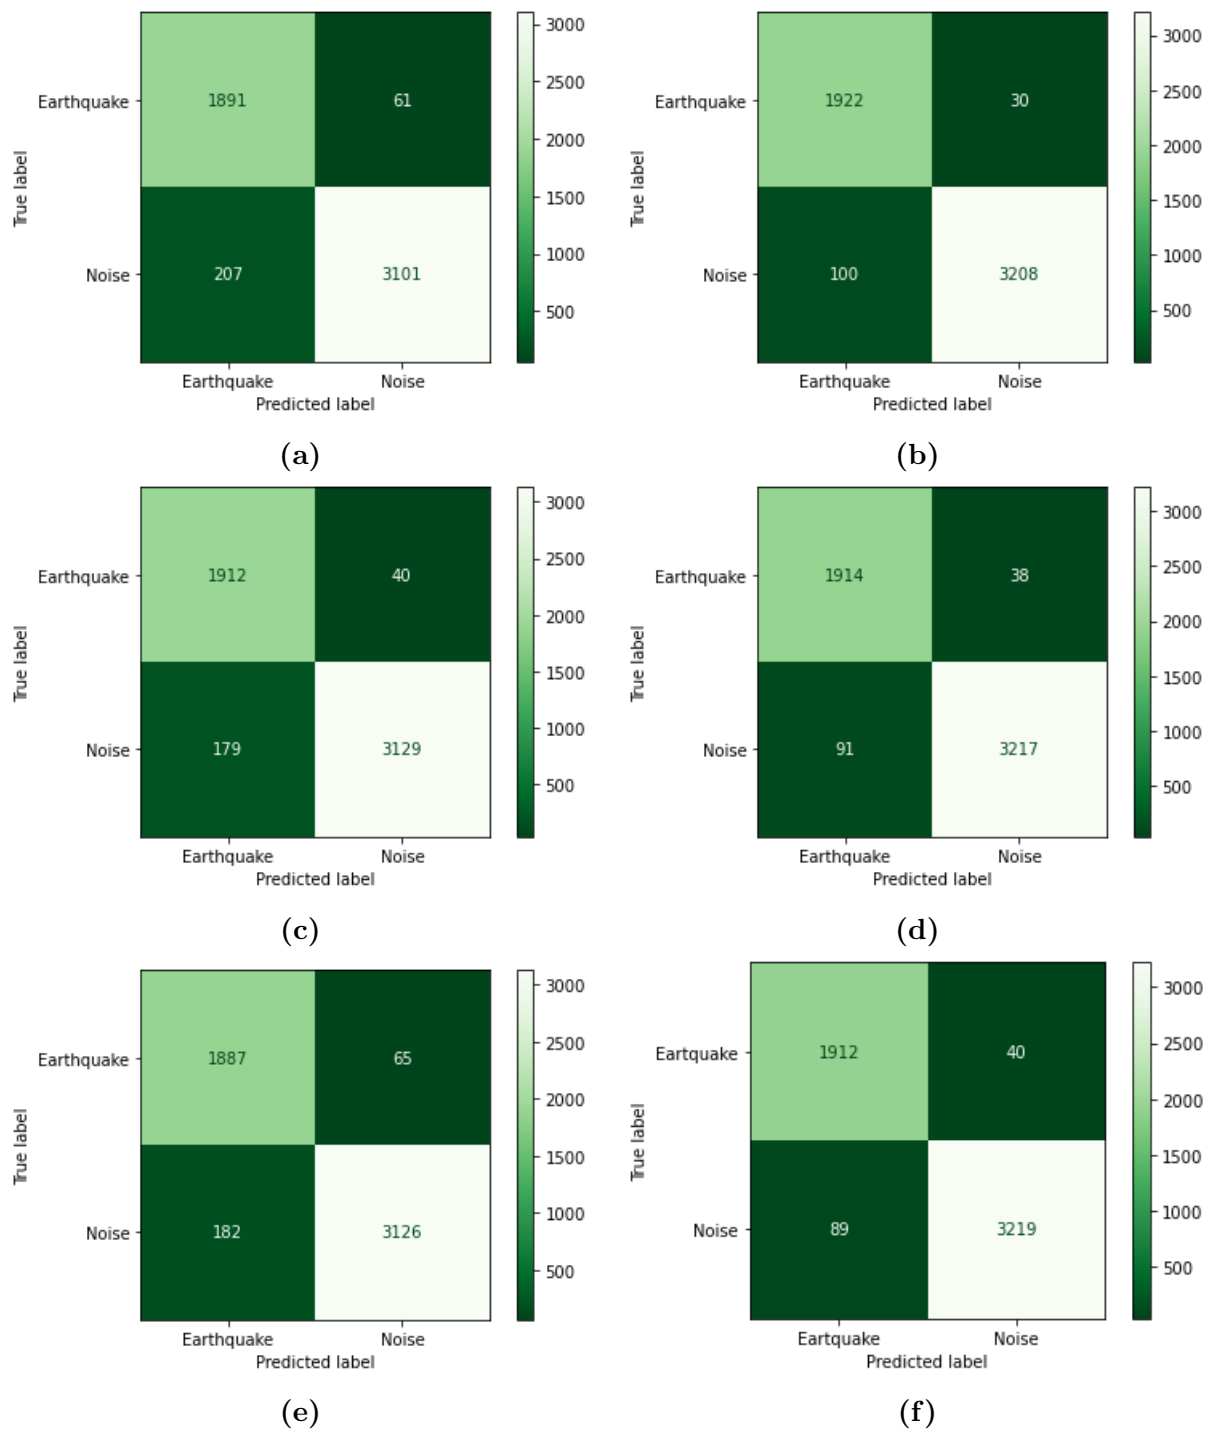 3000
2500
2000
1500
1000
500
Earthquake
Noise
True label
1891 61
207 3101
Earthquake Noise
Predicted label
(a)
3000
2500
2000
1500
1000
500
Earthquake
Noise
True label
1922 30
100 3208
Earthquake Noise
Predicted label
(b)
3000
2500
2000
1500
1000
500
Earthquake
Noise
True label
1912 40
179 3129
Earthquake Noise
Predicted label
(c)
3000
2500
2000
1500
1000
500
Earthquake
Noise
True label
1914 38
91 3217
Earthquake Noise
Predicted label
(d)
3000
2500
2000
1500
1000
500
Earthquake
Noise
True label
1887 65
182 3126
Earthquake Noise
Predicted label
(e)
3000
2500
2000
1500
1000
500
Eartquake
Noise
True label
1912 40
89 3219
Eartquake Noise
Predicted label
(f)